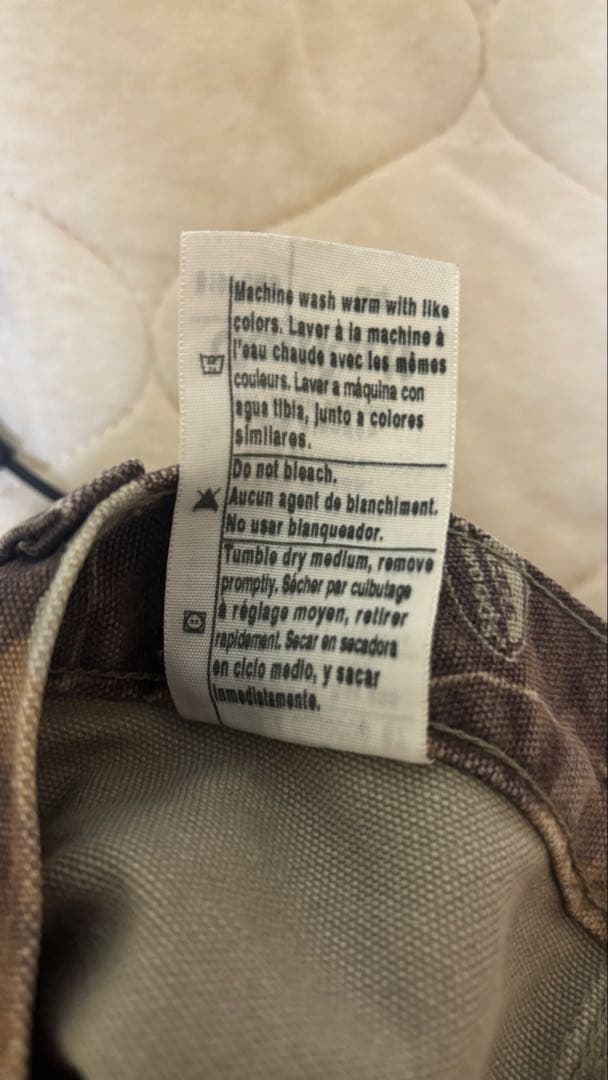 Machine wash warm with like
colors. Laver à la machine à
l'eau chaude avec les mêmes
couleurs. Lavar a máquina con
agua tibia, junto a colores
similares.
Do not bleach.
Aucun agent de blanchiment.
No usar blanqueador.
Tumble dry medium, remove
promptly. Sécher par culbutage
à réglage moyen, retirer
rapidement. Secar en secadora
en ciclo medio, y sacar
inmediatamente.